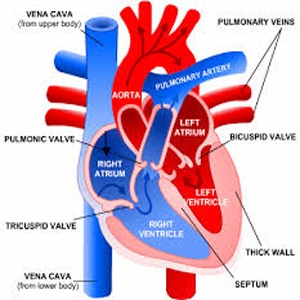 VENA CAVA
(from upper body)
PULMONARY VEINS
PULMONARY ARTERY
AORTA
LEFT
ATRIUM
PULMONIC VALVE
BICUSPID VALVE
RIGHT
ATRIUM
LEFT
VENTRICLE
TRICUSPID VALVE
RIGHT
VENTRICLE
THICK WALL
VENA CAVA
(from lower body)
SEPTUM